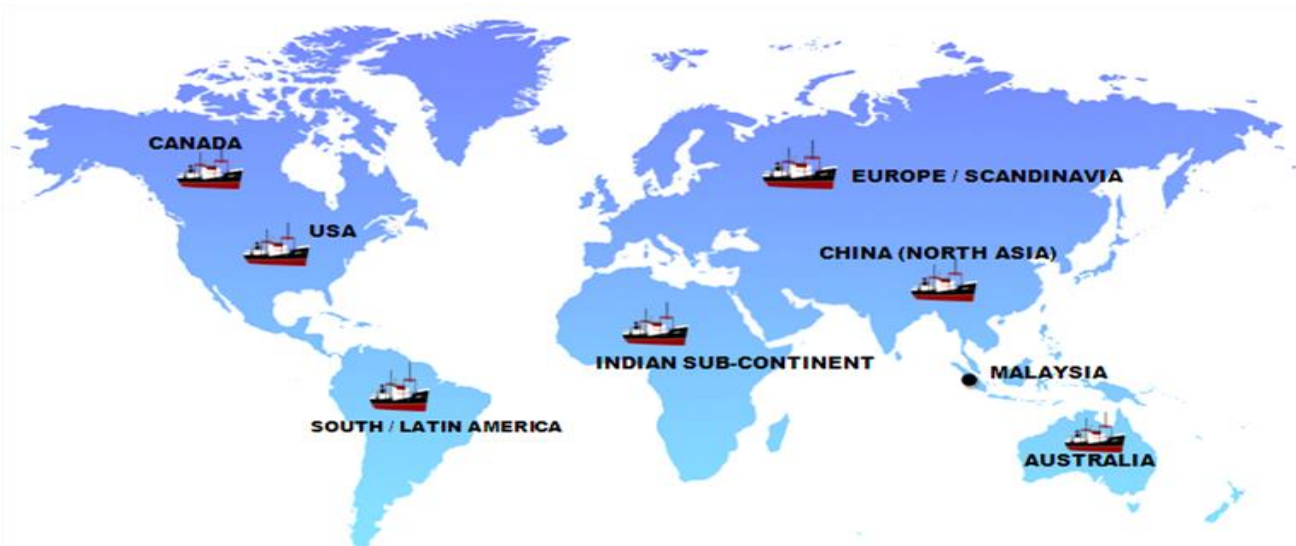 CANADA
EUROPE / SCANDINAVIA
USA
CHINA (NORTH ASIA)
INDIAN SUB-CONTINENT
MALAYSIA
SOUTH / LATIN AMERICA
AUSTRALIA